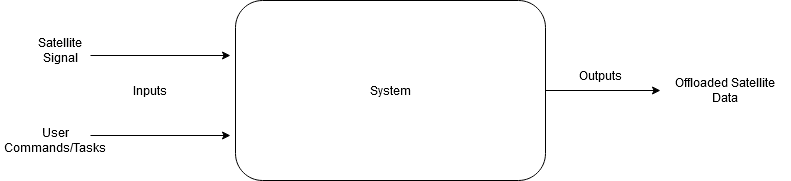 Satellite
Signal
Inputs
User
Commands/Tasks
System
Outputs
Offloaded Satellite
Data